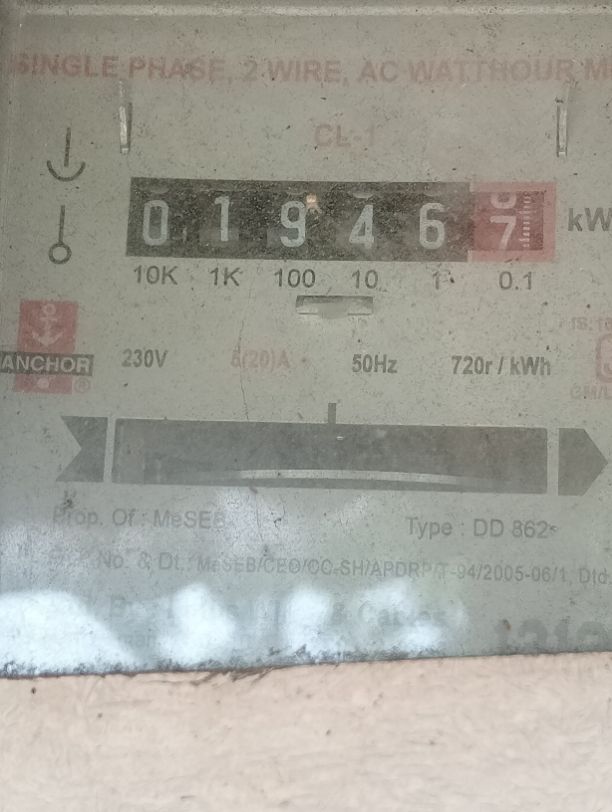 SINGLE PHASE, 2 WIRE, AC WATTHOUR
CL-1
0 1 9 4 6 7 kW
10K 1K 100 10 1 0.1
ANCHOR ®
230V (20)A 50Hz 720r / kWh
Prop. Of : MeSEB
Type : DD 862
No. & Dt. : MeSEB/CEO/CC-SH/APDRP/T-94/2005-06/1, Dtd
& Cables